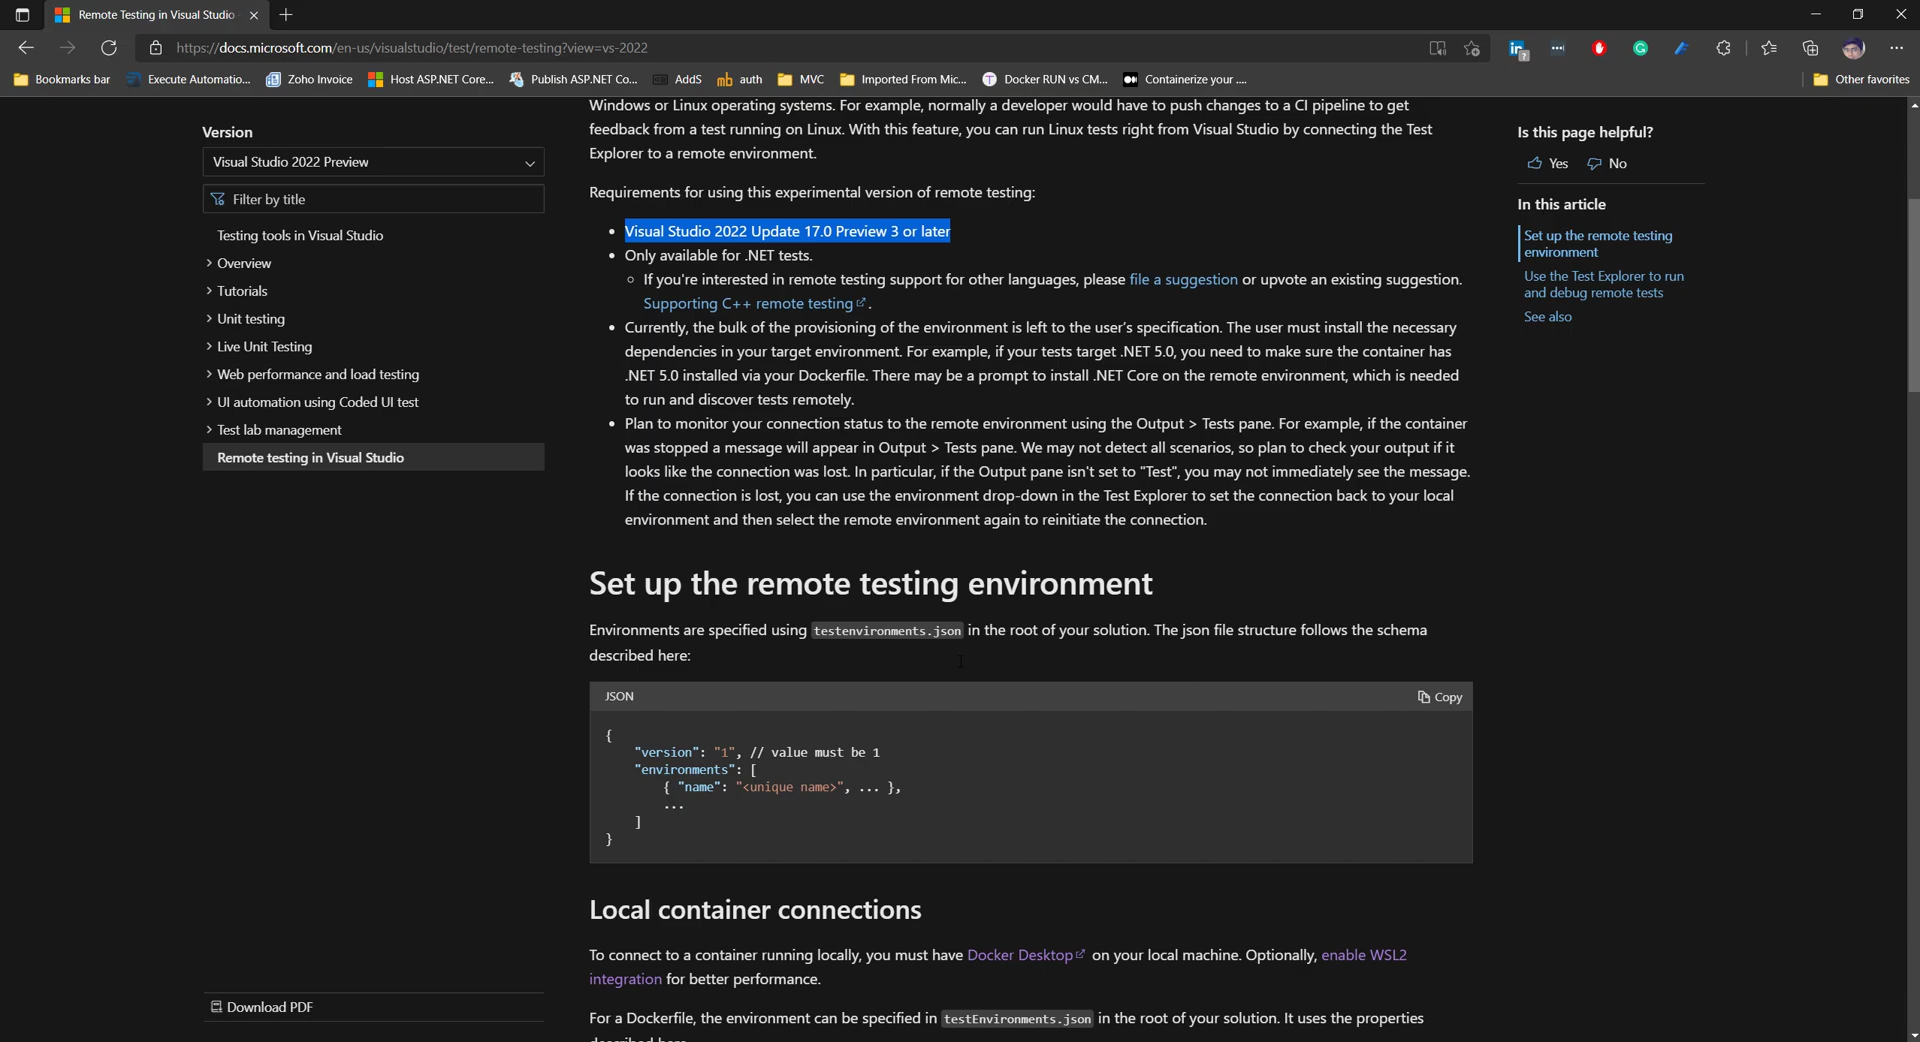 Remote Testing in Visual Studio
https://docs.microsoft.com/en-us/visualstudio/test/remote-testing?view=vs-2022
Bookmarks bar
Execute Automatio...
Zoho Invoice
Host ASP.NET Core...
Publish ASP.NET Co...
AddS
auth
MVC
Imported From Mic...
Docker RUN vs CM...
Containerize your ....
Other favorites
Version
Visual Studio 2022 Preview
Filter by title
Testing tools in Visual Studio
Overview
Tutorials
Unit testing
Live Unit Testing
Web performance and load testing
UI automation using Coded UI test
Test lab management
Remote testing in Visual Studio
Download PDF
Windows or Linux operating systems. For example, normally a developer would have to push changes to a CI pipeline to get
feedback from a test running on Linux. With this feature, you can run Linux tests right from Visual Studio by connecting the Test
Explorer to a remote environment.
Requirements for using this experimental version of remote testing:
• Visual Studio 2022 Update 17.0 Preview 3 or later
• Only available for .NET tests.
○ If you're interested in remote testing support for other languages, please file a suggestion or upvote an existing suggestion.
Supporting C++ remote testing .
• Currently, the bulk of the provisioning of the environment is left to the user's specification. The user must install the necessary
dependencies in your target environment. For example, if your tests target .NET 5.0, you need to make sure the container has
.NET 5.0 installed via your Dockerfile. There may be a prompt to install .NET Core on the remote environment, which is needed
to run and discover tests remotely.
• Plan to monitor your connection status to the remote environment using the Output > Tests pane. For example, if the container
was stopped a message will appear in Output > Tests pane. We may not detect all scenarios, so plan to check your output if it
looks like the connection was lost. In particular, if the Output pane isn't set to "Test", you may not immediately see the message.
If the connection is lost, you can use the environment drop-down in the Test Explorer to set the connection back to your local
environment and then select the remote environment again to reinitiate the connection.
Set up the remote testing environment
Environments are specified using testenvironments.json in the root of your solution. The json file structure follows the schema
described here:
JSON
Copy
{
"version": "1", // value must be 1
"environments": [
{ "name": "<unique name>", ... },
...
]
}
Local container connections
To connect to a container running locally, you must have Docker Desktop on your local machine. Optionally, enable WSL2
integration for better performance.
For a Dockerfile, the environment can be specified in testEnvironments.json in the root of your solution. It uses the properties
described here:
Is this page helpful?
Yes
No
In this article
Set up the remote testing
environment
Use the Test Explorer to run
and debug remote tests
See also